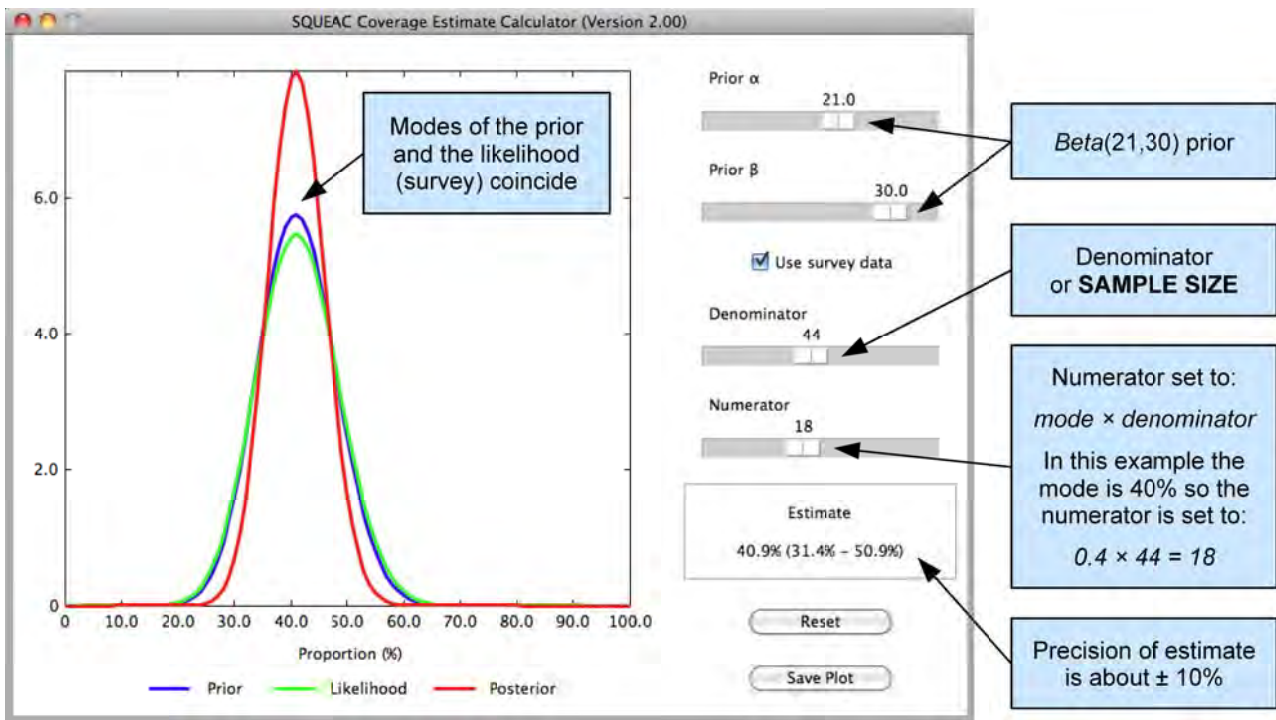 SQUEAC Coverage Estimate Calculator (Version 2.00)
6.0
4.0
2.0
0
0
10.0
20.0
30.0
40.0
50.0
60.0
70.0
80.0
90.0
100.0
Proportion (%)
Prior
Likelihood
Posterior
Modes of the prior
and the likelihood
(survey) coincide
Prior α
21.0
Prior β
30.0
Use survey data
Denominator
44
Numerator
18
Estimate
40.9% (31.4% – 50.9%)
Reset
Save Plot
Beta(21,30) prior
Denominator
or SAMPLE SIZE
Numerator set to:
mode × denominator
In this example the
mode is 40% so the
numerator is set to:
0.4 × 44 = 18
Precision of estimate
is about ± 10%